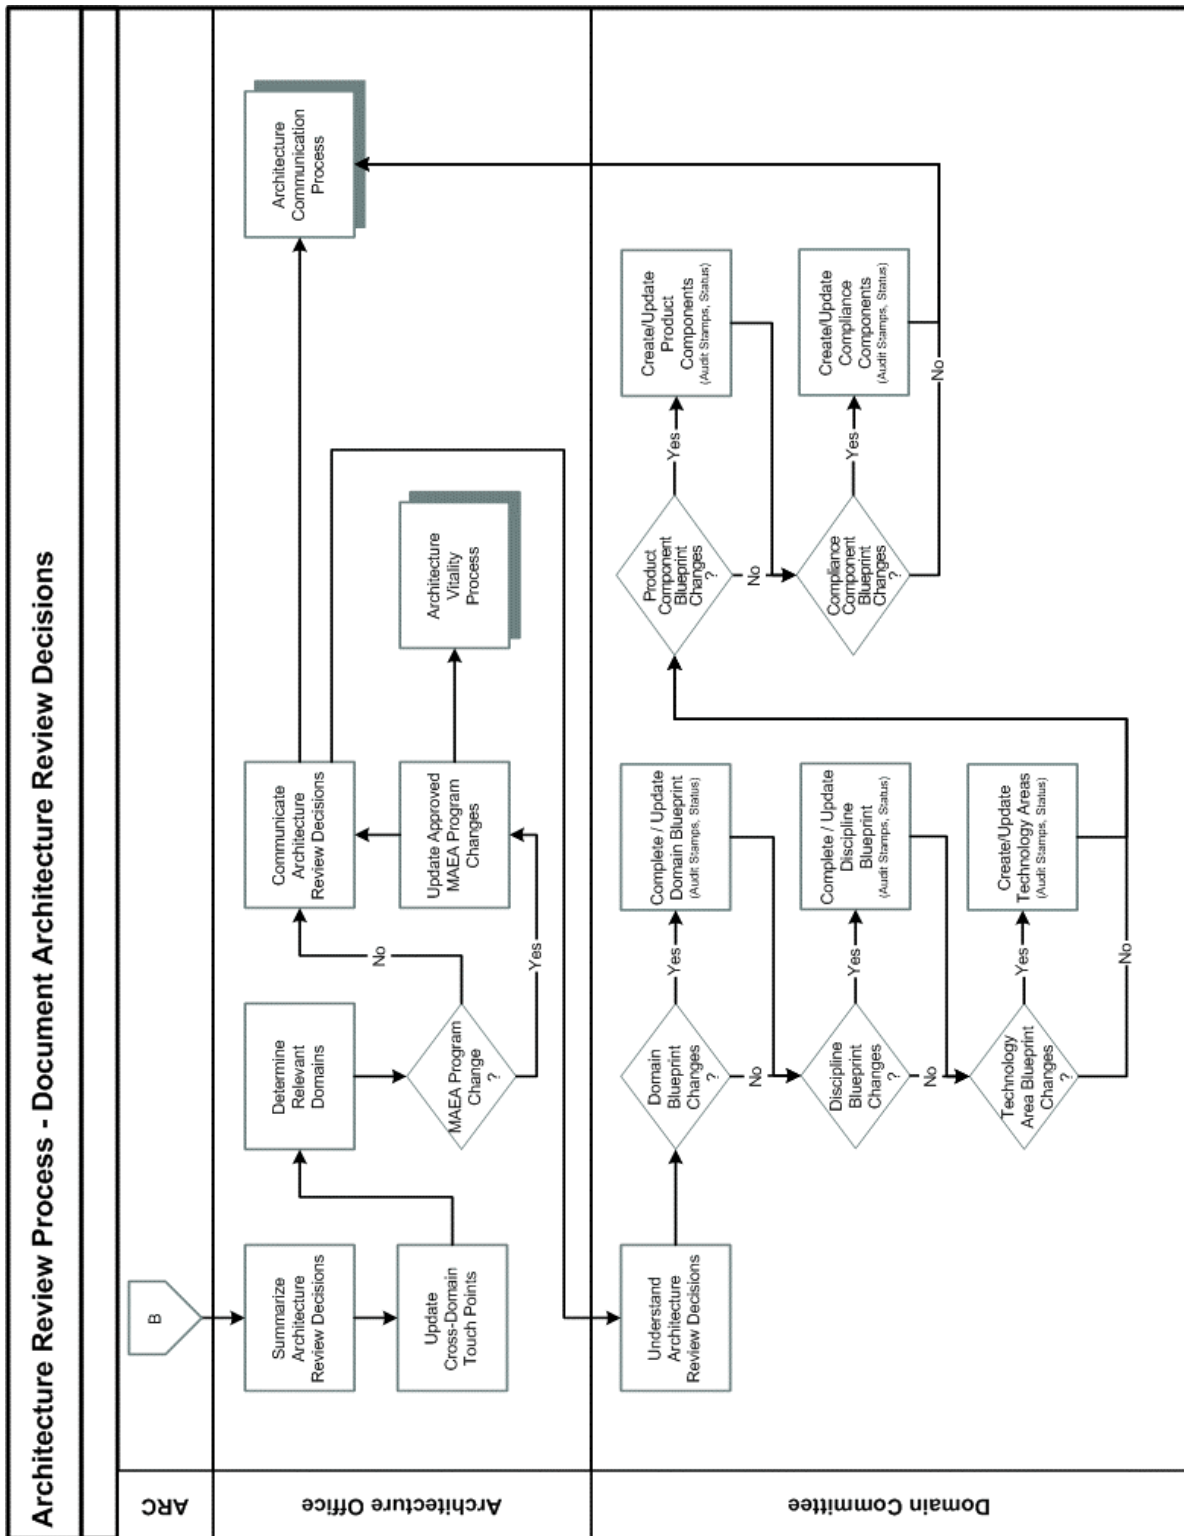 Architecture Review Process - Document Architecture Review Decisions
ARC
B
Architecture Office
Summarize
Architecture
Review Decisions
Update
Cross-Domain
Touch Points
Determine
Relevant
Domains
MAEA Program
Change
?
No
Yes
Communicate
Architecture
Review Decisions
Update Approved
MAEA Program
Changes
Architecture
Vitality
Process
Architecture
Communication
Process
Domain Committee
Understand
Architecture
Review Decisions
Domain
Blueprint
Changes
?
Yes
No
Complete / Update
Domain Blueprint
(Audit Stamps, Status)
Discipline
Blueprint
Changes
?
Yes
No
Complete / Update
Discipline
Blueprint
(Audit Stamps, Status)
Technology
Area Blueprint
Changes
?
Yes
No
Create/Update
Technology Areas
(Audit Stamps, Status)
Product
Component
Blueprint
Changes
?
Yes
No
Create/Update
Product
Components
(Audit Stamps, Status)
Compliance
Component
Blueprint
Changes
?
Yes
No
Create/Update
Compliance
Components
(Audit Stamps, Status)